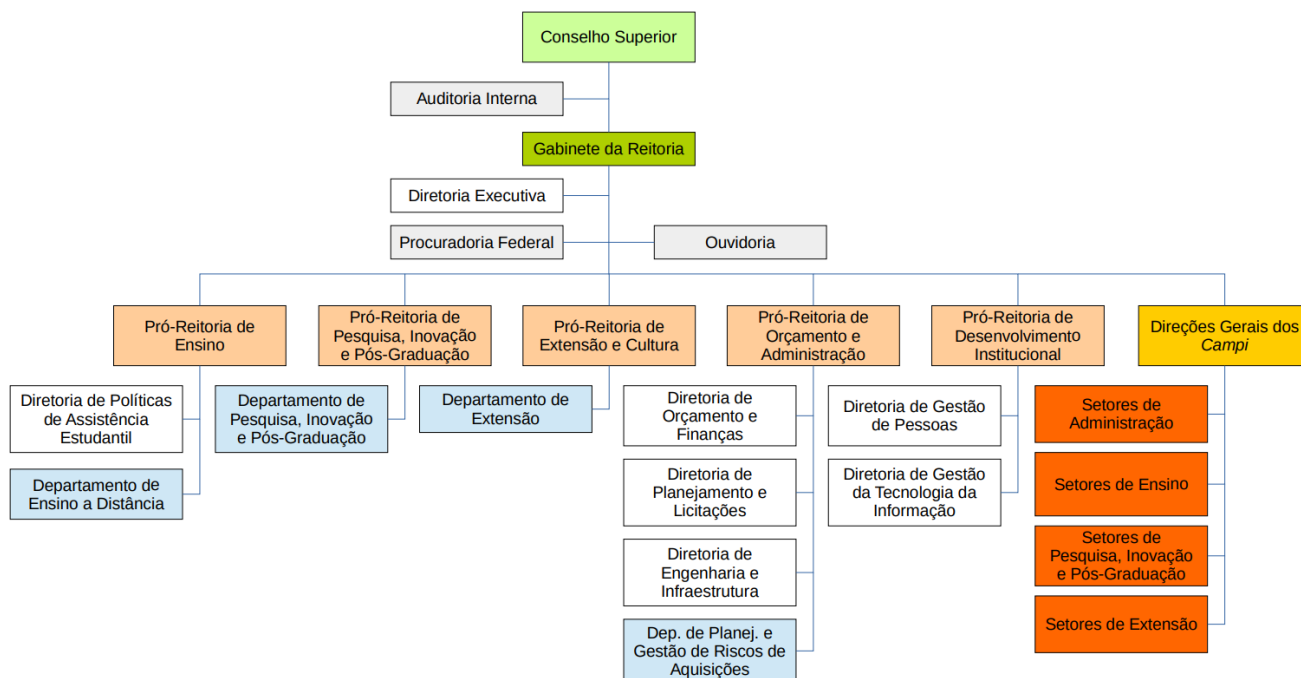 Conselho Superior
Auditoria Interna
Gabinete da Reitoria
Diretoria Executiva
Procuradoria Federal
Ouvidoria
Pró-Reitoria de
Ensino
Pró-Reitoria de
Pesquisa, Inovação
e Pós-Graduação
Pró-Reitoria de
Extensão e Cultura
Pró-Reitoria de
Orçamento e
Administração
Pró-Reitoria de
Desenvolvimento
Institucional
Direções Gerais dos
Campi
Diretoria de Políticas
de Assistência
Estudantil
Departamento de
Ensino a Distância
Departamento de
Pesquisa, Inovação
e Pós-Graduação
Departamento de
Extensão
Diretoria de
Orçamento e
Finanças
Diretoria de
Planejamento e
Licitações
Diretoria de
Engenharia e
Infraestrutura
Dep. de Planej. e
Gestão de Riscos de
Aquisições
Diretoria de Gestão
de Pessoas
Diretoria de Gestão
da Tecnologia da
Informação
Setores de
Administração
Setores de Ensino
Setores de
Pesquisa, Inovação
e Pós-Graduação
Setores de Extensão